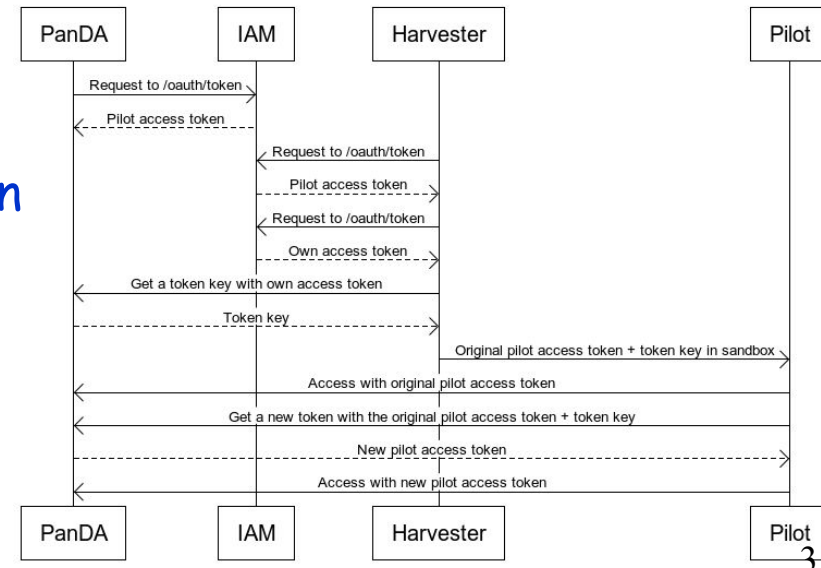 PanDA IAM Harvester Pilot
Request to /oauth/token
Pilot access token
Request to /oauth/token
Pilot access token
n
Request to /oauth/token
Own access token
Get a token key with own access token
Token key
Original pilot access token + token key in sandbox
Access with original pilot access token
Get a new token with the original pilot access token + token key
New pilot access token
Access with new pilot access token
PanDA IAM Harvester Pilot
3